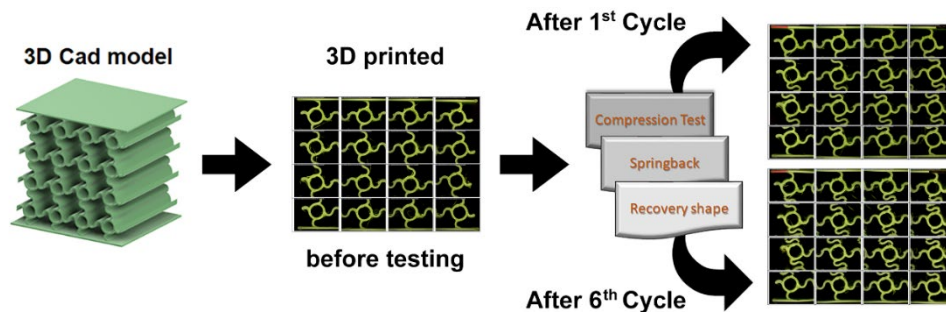 3D Cad model
3D printed
before testing
After 1st Cycle
Compression Test
Springback
Recovery shape
After 6th Cycle